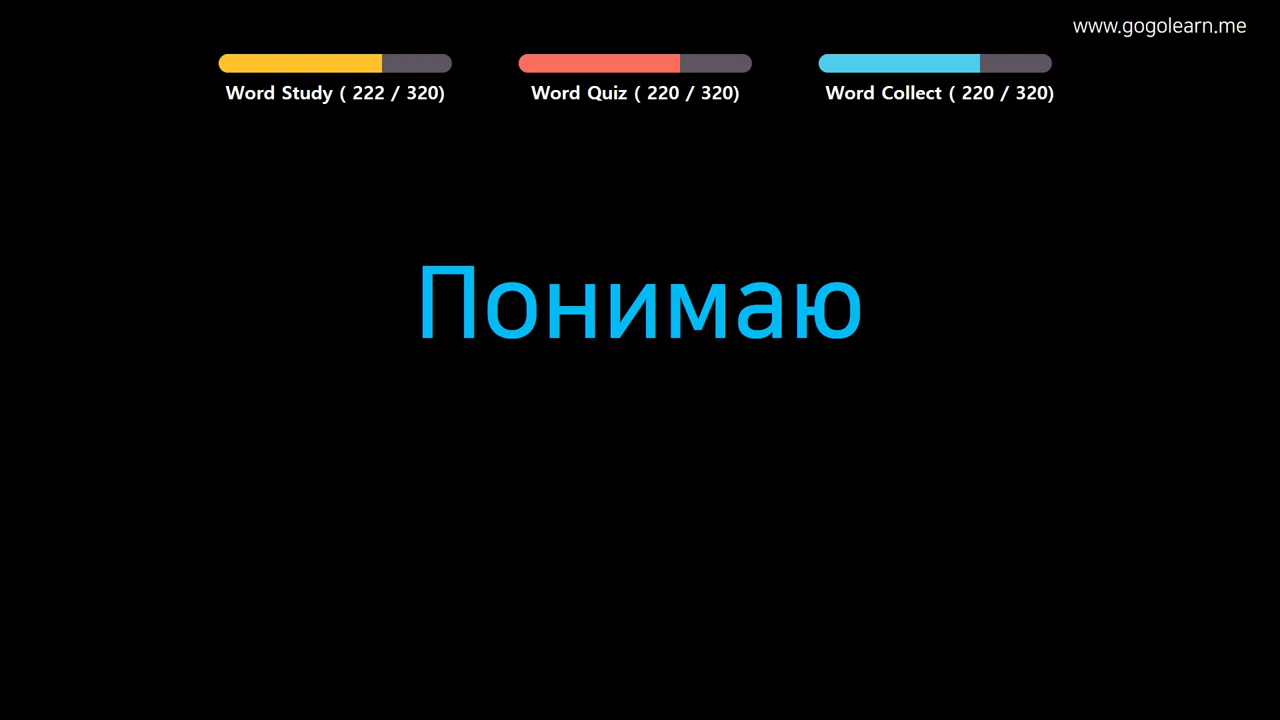 www.gogolearn.me
Word Study ( 222 / 320)
Word Quiz ( 220 / 320)
Word Collect ( 220 / 320)
Понимаю